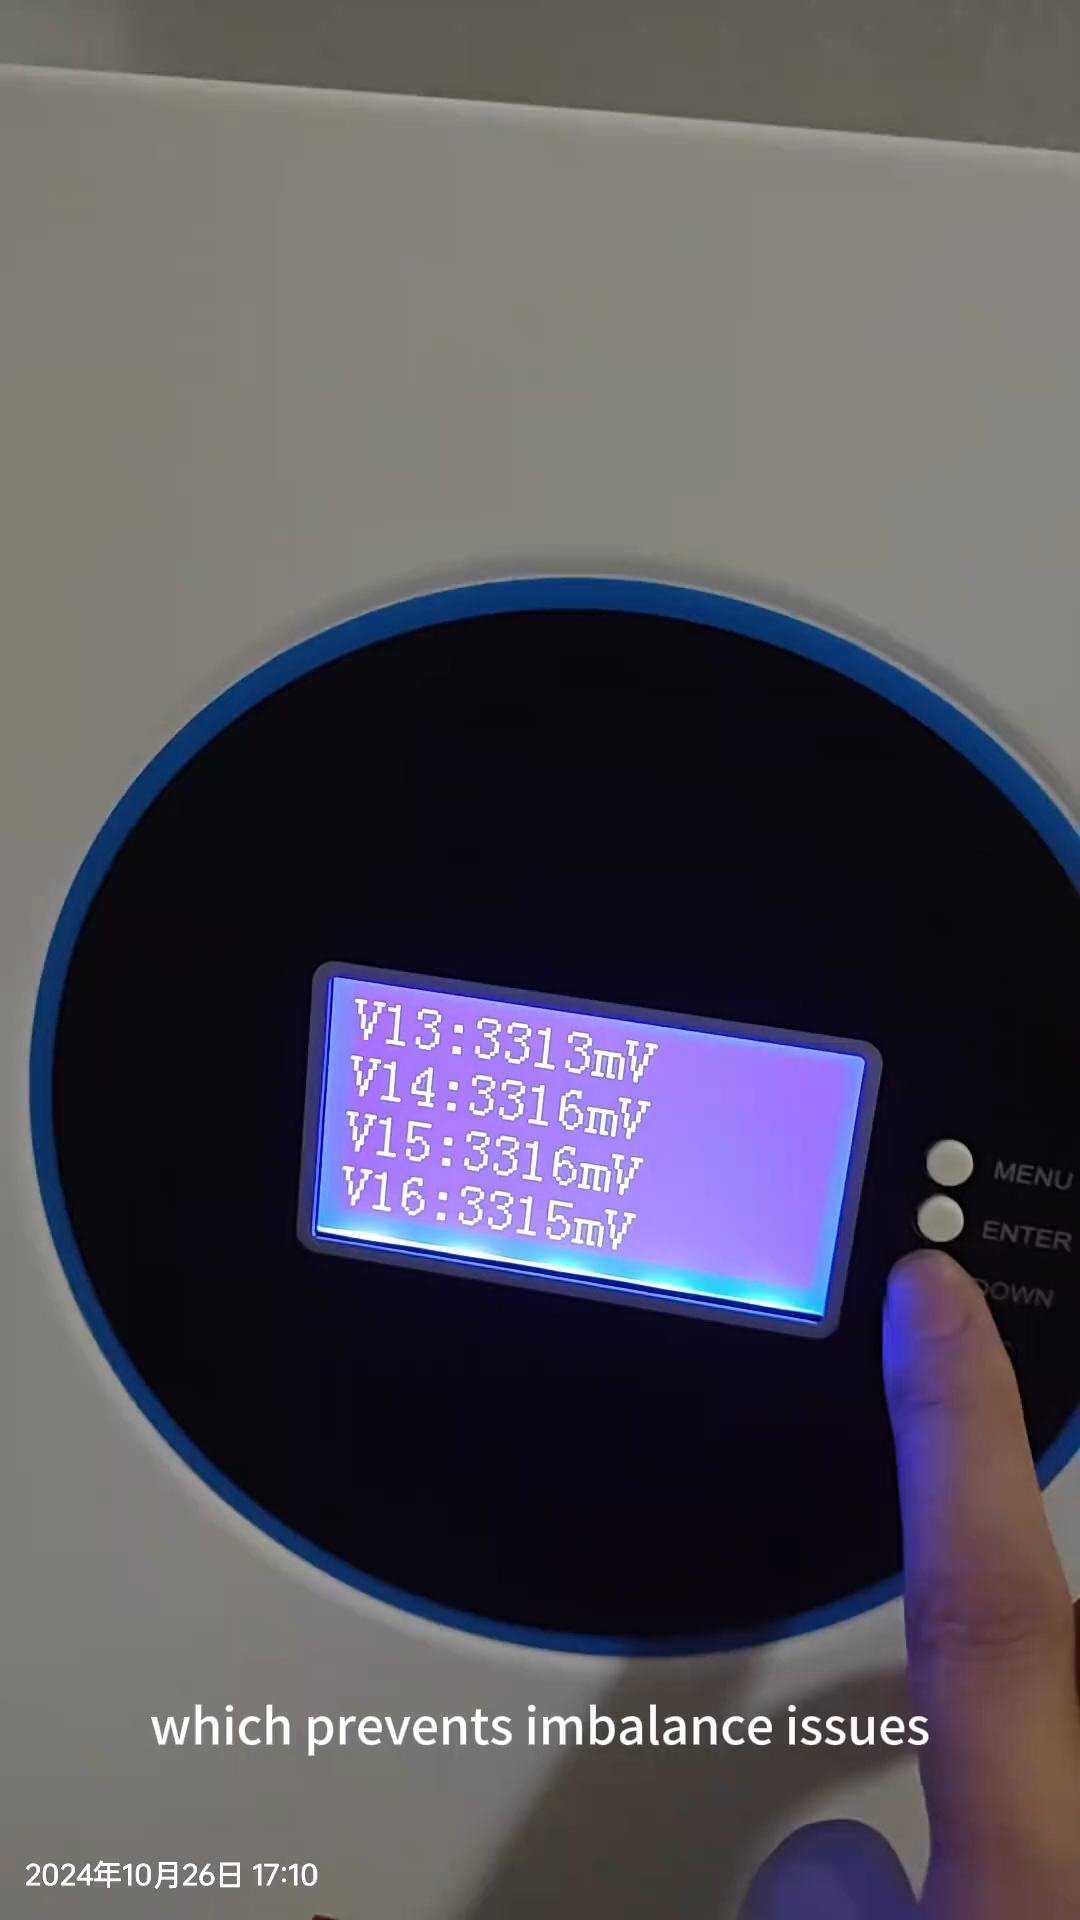 V13:3313mV
V14:3316mV
V15:3316mV
V16:3315mV
MENU
ENTER
DOWN
which prevents imbalance issues
2024年10月26日 17:10